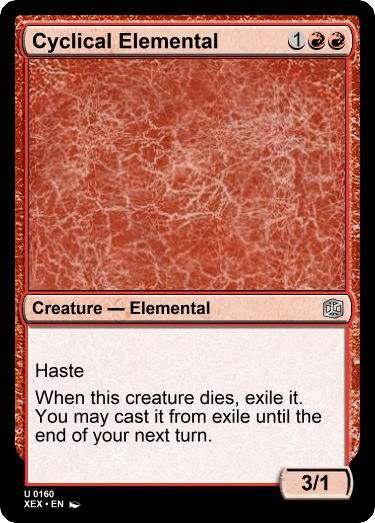 Cyclical Elemental 1
Creature — Elemental
Haste
When this creature dies, exile it.
You may cast it from exile until the
end of your next turn.
3/1
U 0160
XEX • EN